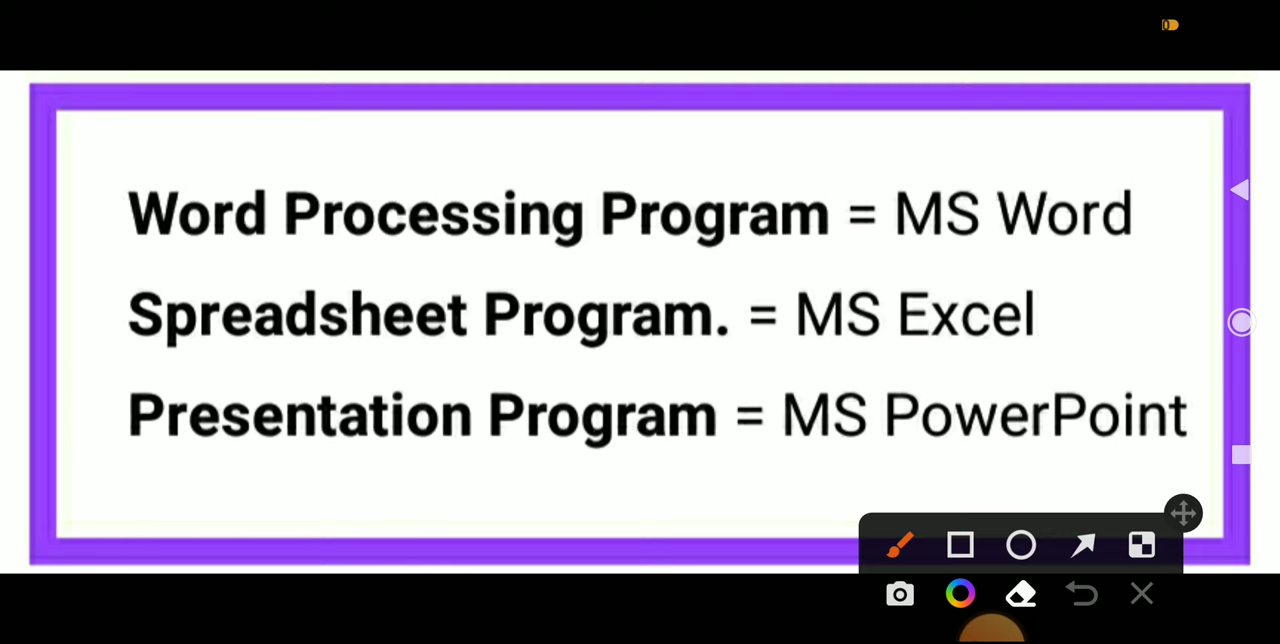 Word Processing Program = MS Word
Spreadsheet Program. = MS Excel
Presentation Program = MS PowerPoint